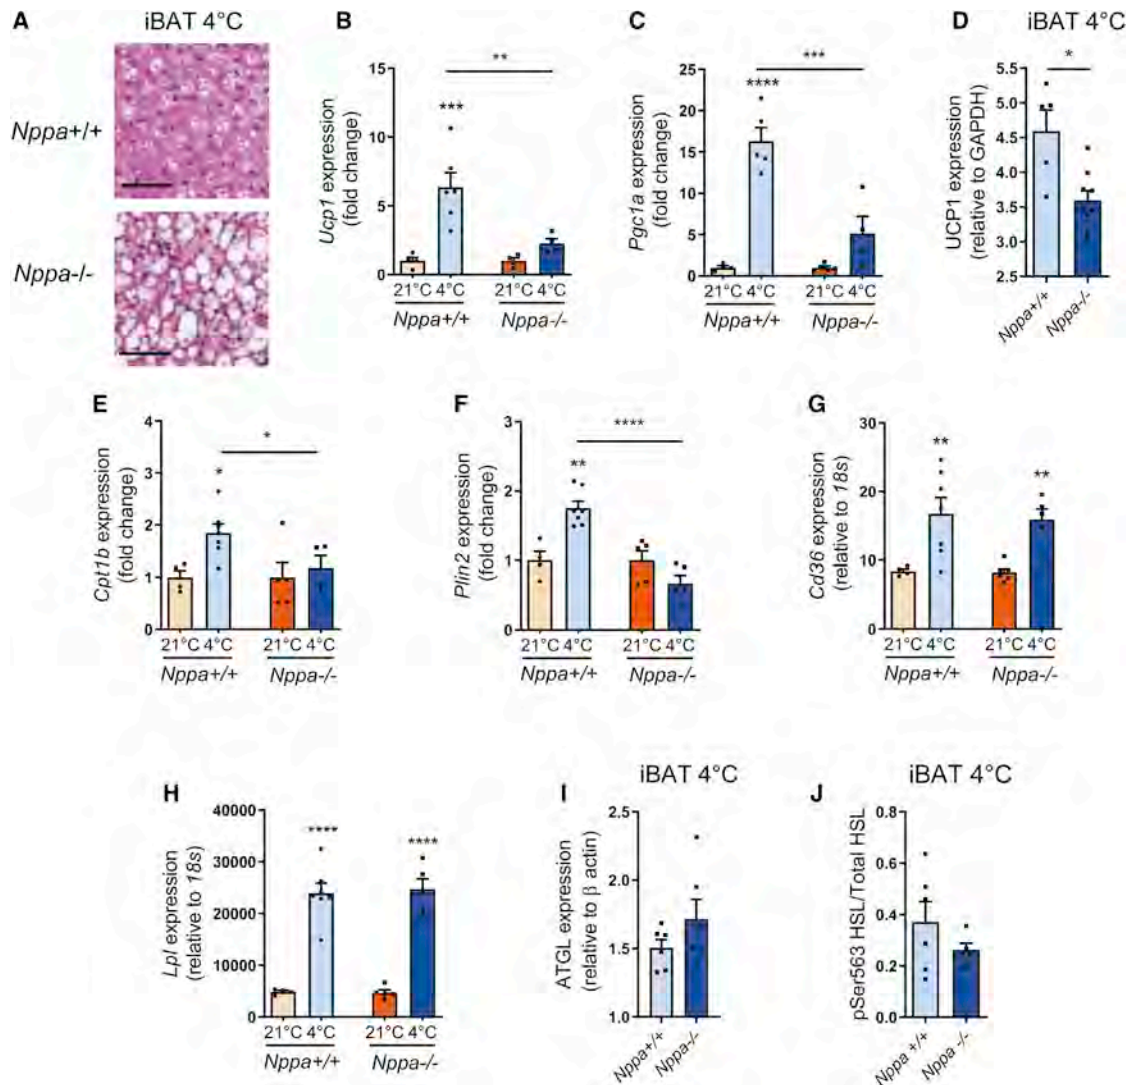 A
iBAT 4°C
Nppa+/+
Nppa-/-
B
Ucp1 expression
(fold change)
15
10
5
0
**
***
21°C 4°C
21°C 4°C
Nppa+/+
Nppa-/-
C
Pgc1a expression
(fold change)
25
20
15
10
5
0
***
****
21°C 4°C
21°C 4°C
Nppa+/+
Nppa-/-
D
iBAT 4°C
UCP1 expression
(relative to GAPDH)
5.5
5.0
4.5
4.0
3.5
3.0
2.5
*
Nppa+/+
Nppa-/-
E
Cpt1b expression
(fold change)
4
3
2
1
0
*
*
21°C 4°C
21°C 4°C
Nppa+/+
Nppa-/-
F
Plin2 expression
(fold change)
3
2
1
0
****
**
21°C 4°C
21°C 4°C
Nppa+/+
Nppa-/-
G
Cd36 expression
(relative to 18s)
30
20
10
0
**
**
21°C 4°C
21°C 4°C
Nppa+/+
Nppa-/-
H
Lpl expression
(relative to 18s)
40000
30000
20000
10000
0
****
****
21°C 4°C
21°C 4°C
Nppa+/+
Nppa-/-
I
iBAT 4°C
ATGL expression
(relative to β actin)
2.5
2.0
1.5
1.0
Nppa+/+
Nppa-/-
J
iBAT 4°C
pSer563 HSL/Total HSL
0.8
0.6
0.4
0.2
0.0
Nppa +/+
Nppa -/-